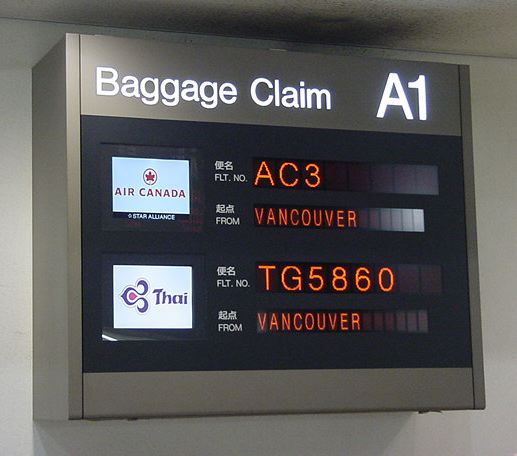 Baggage Claim A1
AIR CANADA
STAR ALLIANCE
便名
FLT. NO.
AC3
起点
FROM
VANCOUVER
Thai
便名
FLT. NO.
TG5860
起点
FROM
VANCOUVER